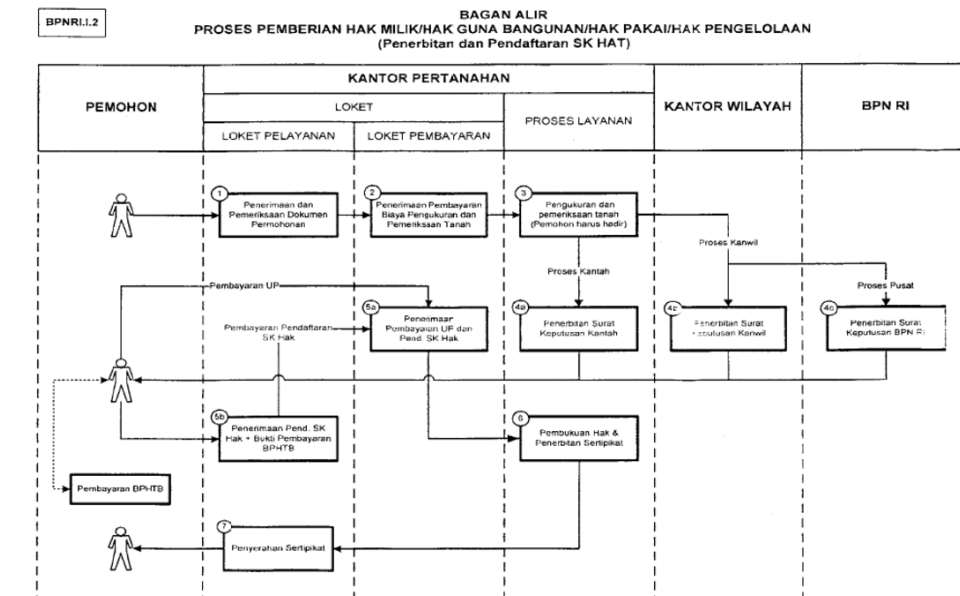 BPNRI.I.2
BAGAN ALIR
PROSES PEMBERIAN HAK MILIK/HAK GUNA BANGUNAN/HAK PAKAI/HAK PENGELOLAAN
(Penerbitan dan Pendaftaran SK HAT)
PEMOHON
KANTOR PERTANAHAN
KANTOR WILAYAH
BPN RI
LOKET
PROSES LAYANAN
LOKET PELAYANAN
LOKET PEMBAYARAN
1
Penerimaan dan
Pemeriksaan Dokumen
Permohonan
2
Penerimaan Pembayaran
Biaya Pengukuran dan
Pemeriksaan Tanah
3
Pengukuran dan
pemeriksaan tanah
(Pemohon harus hadir)
Proses Kanwil
Proses Kantah
Proses Pusat
Pembayaran UP
5a
Penerimaan
Pembayaran UP dan
Pend. SK Hak
4a
Penerbitan Surat
Keputusan Kantah
4b
Penerbitan Surat
Keputusan Kanwil
4c
Penerbitan Surat
Keputusan BPN RI
Pembayaran Pendaftaran
SK Hak
5b
Penerimaan Pend. SK
Hak + Bukti Pembayaran
BPHTB
6
Pembukuan Hak &
Penerbitan Sertipikat
Pembayaran BPHTB
7
Penyerahan Sertipikat